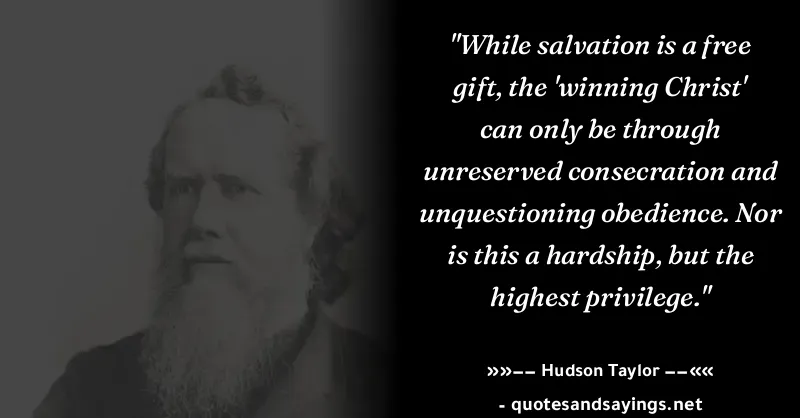 "While salvation is a free
gift, the 'winning Christ'
can only be through
unreserved consecration and
unquestioning obedience. Nor
is this a hardship, but the
highest privilege."
»»−− Hudson Taylor −−««
- quotesandsayings.net